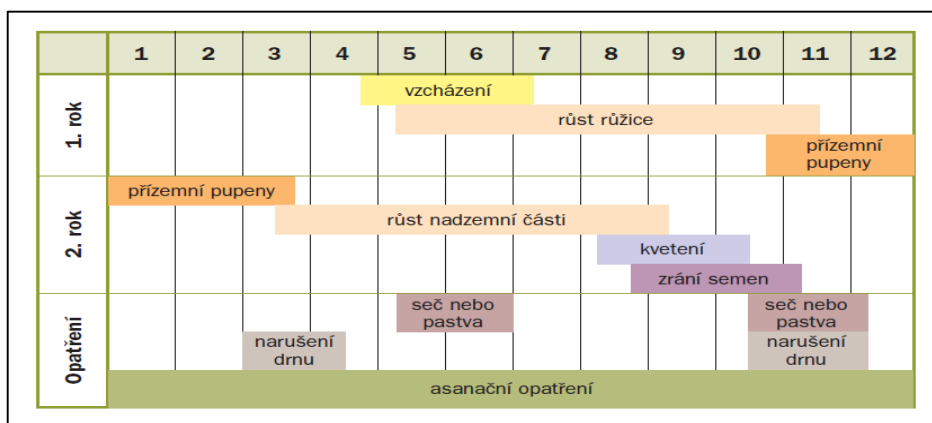 1 2 3 4 5 6 7 8 9 10 11 12
1. rok
vzcházení
růst růžice
přízemní
pupeny
2. rok
přízemní pupeny
růst nadzemní části
kvetení
zrání semen
Opatření
seč nebo
pastva
seč nebo
pastva
narušení
drnu
narušení
drnu
asanační opatření